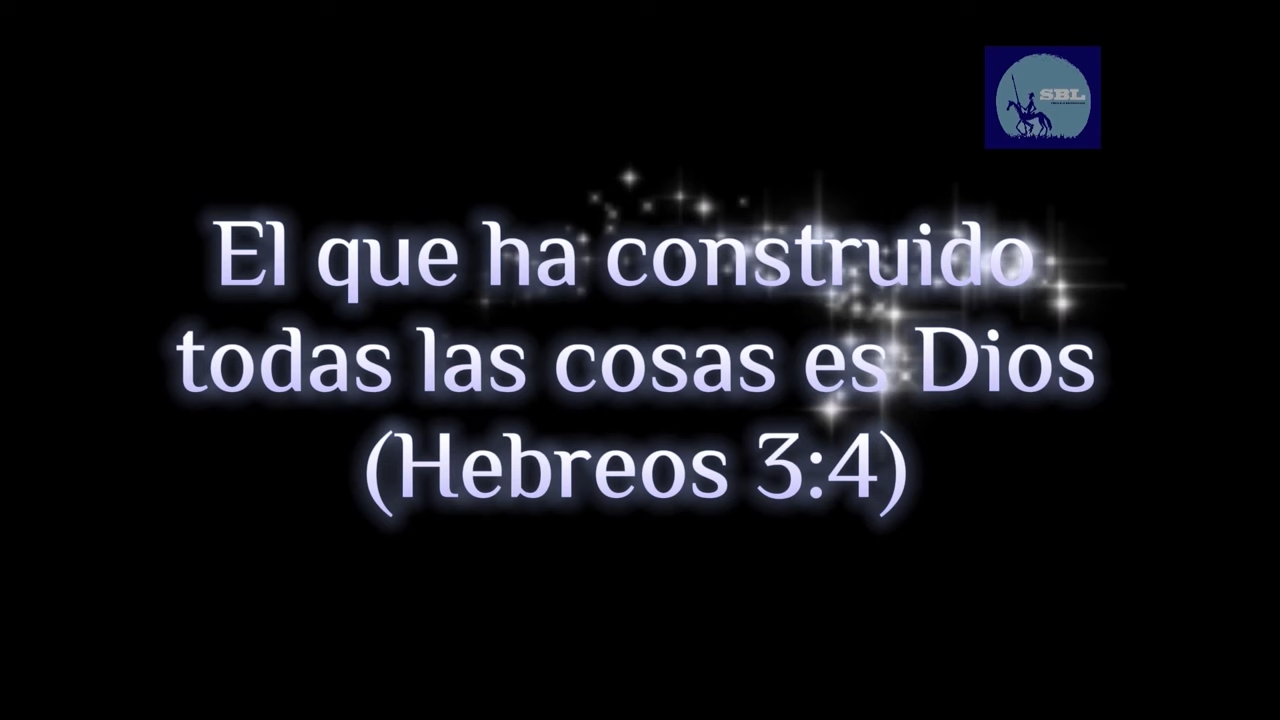 SBL
El que ha construido
todas las cosas es Dios
(Hebreos 3:4)